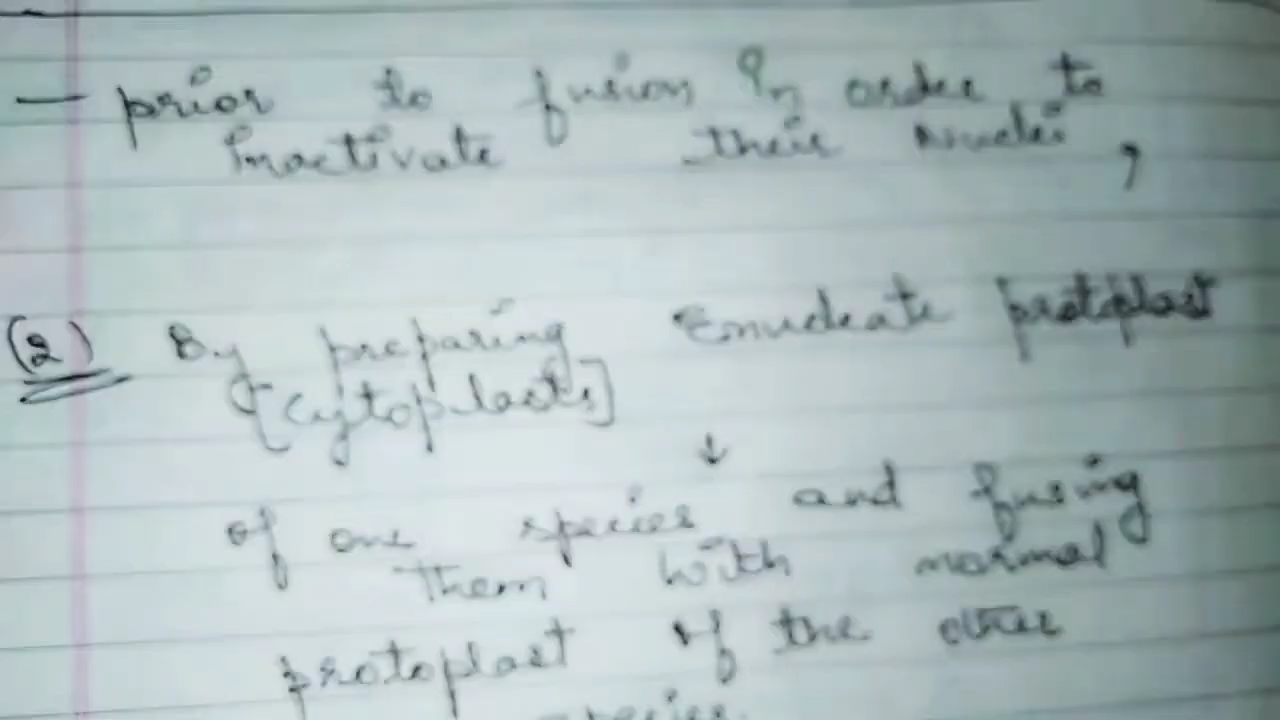 — prior to fusion In order to
inactivate their nuclei,
(2) By preparing Enucleate protoplast
[cytoplasts]
↓
of one species and fusing
them with normal
protoplast of the other
species.